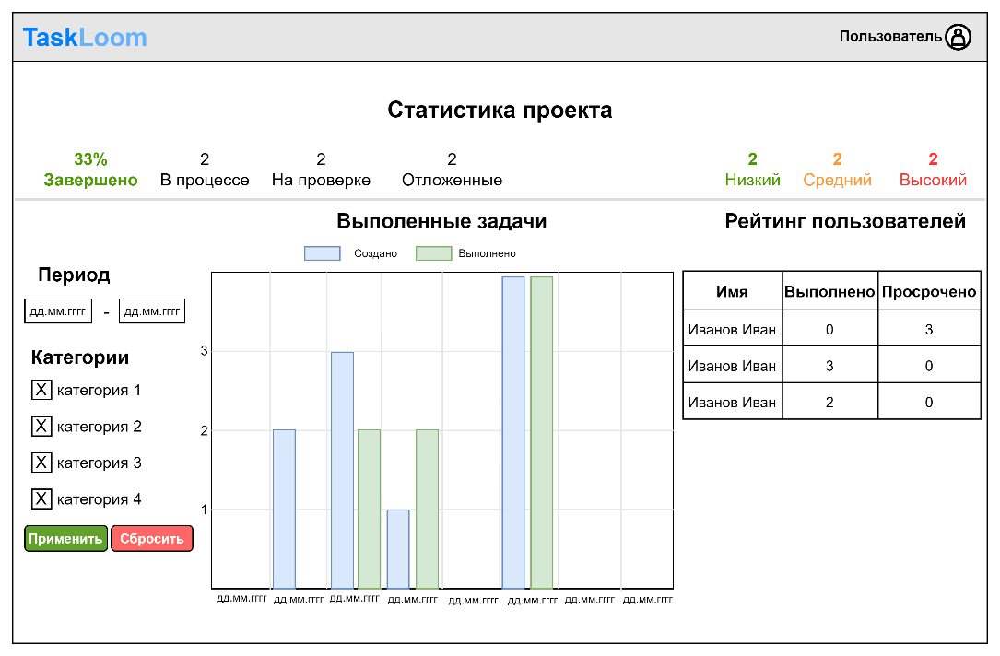 TaskLoom
Пользователь
Статистика проекта
33% 2 2 2 2 2 2
Завершено В процессе На проверке Отложенные Низкий Средний Высокий
Выполенные задачи
Рейтинг пользователей
Создано Выполнено
Период
дд.мм.гггг - дд.мм.гггг
Категории
X категория 1
X категория 2
X категория 3
X категория 4
Применить Сбросить
3
2
1
дд.мм.гггг дд.мм.гггг дд.мм.гггг дд.мм.гггг дд.мм.гггг дд.мм.гггг дд.мм.гггг дд.мм.гггг
Имя Выполнено Просрочено
Иванов Иван 0 3
Иванов Иван 3 0
Иванов Иван 2 0